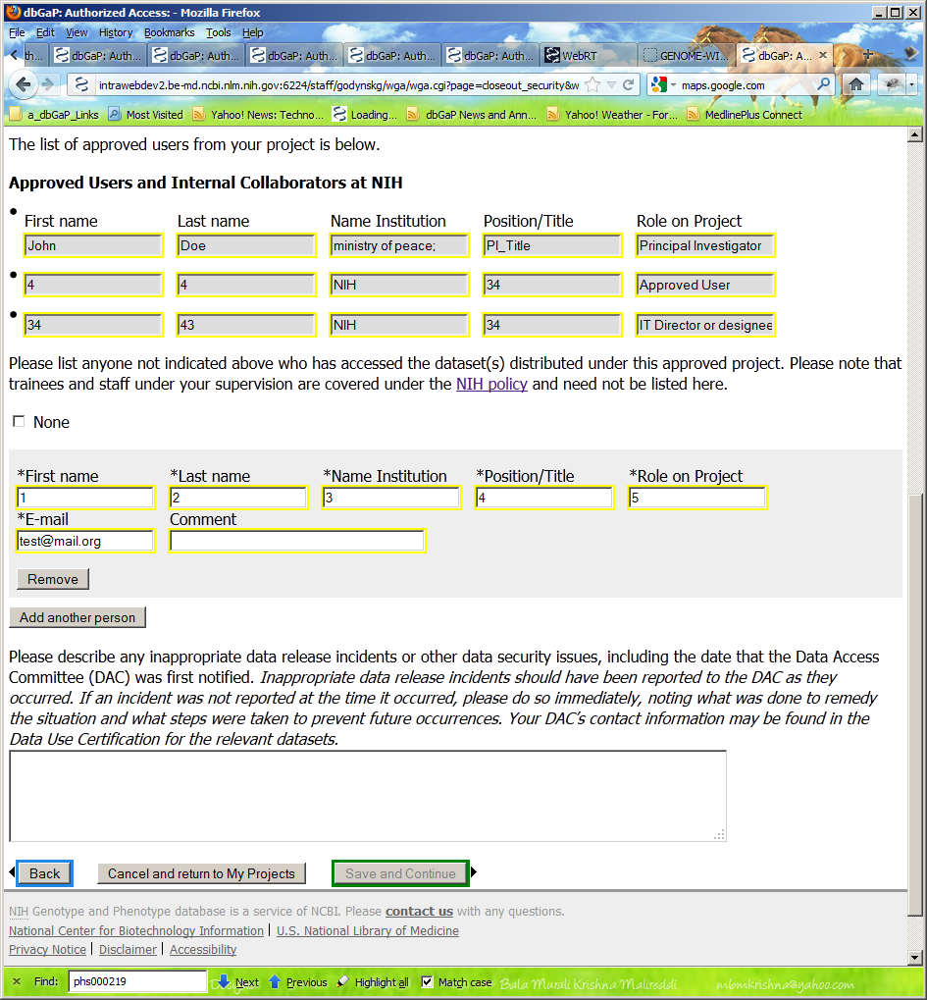 dbGaP: Authorized Access: - Mozilla Firefox
File Edit View History Bookmarks Tools Help
th... dbGaP: Auth... dbGaP: Auth... dbGaP: Auth... dbGaP: Auth... dbGaP: Auth... WebRT GENOME-WI... dbGaP: A...
intrawebdev2.be-md.ncbi.nlm.nih.gov:6224/staff/godynskg/wga/wga.cgi?page=closeout_security&w maps.google.com
a_dbGaP_Links Most Visited Yahoo! News: Techno... Loading... dbGaP News and Ann... Yahoo! Weather - For... MedlinePlus Connect
The list of approved users from your project is below.
Approved Users and Internal Collaborators at NIH
First name Last name Name Institution Position/Title Role on Project
John Doe ministry of peace; PI_Title Principal Investigator
4 4 NIH 34 Approved User
34 43 NIH 34 IT Director or designee
Please list anyone not indicated above who has accessed the dataset(s) distributed under this approved project. Please note that
trainees and staff under your supervision are covered under the NIH policy and need not be listed here.
None
*First name *Last name *Name Institution *Position/Title *Role on Project
1 2 3 4 5
*E-mail Comment
test@mail.org
Remove
Add another person
Please describe any inappropriate data release incidents or other data security issues, including the date that the Data Access
Committee (DAC) was first notified. Inappropriate data release incidents should have been reported to the DAC as they
occurred. If an incident was not reported at the time it occurred, please do so immediately, noting what was done to remedy
the situation and what steps were taken to prevent future occurrences. Your DAC's contact information may be found in the
Data Use Certification for the relevant datasets.
Back Cancel and return to My Projects Save and Continue
NIH Genotype and Phenotype database is a service of NCBI. Please contact us with any questions.
National Center for Biotechnology Information | U.S. National Library of Medicine
Privacy Notice | Disclaimer | Accessibility
× Find: phs000219 Next Previous Highlight all Match case Bala Murali Krishna Malireddi mbmkrishna@yahoo.com